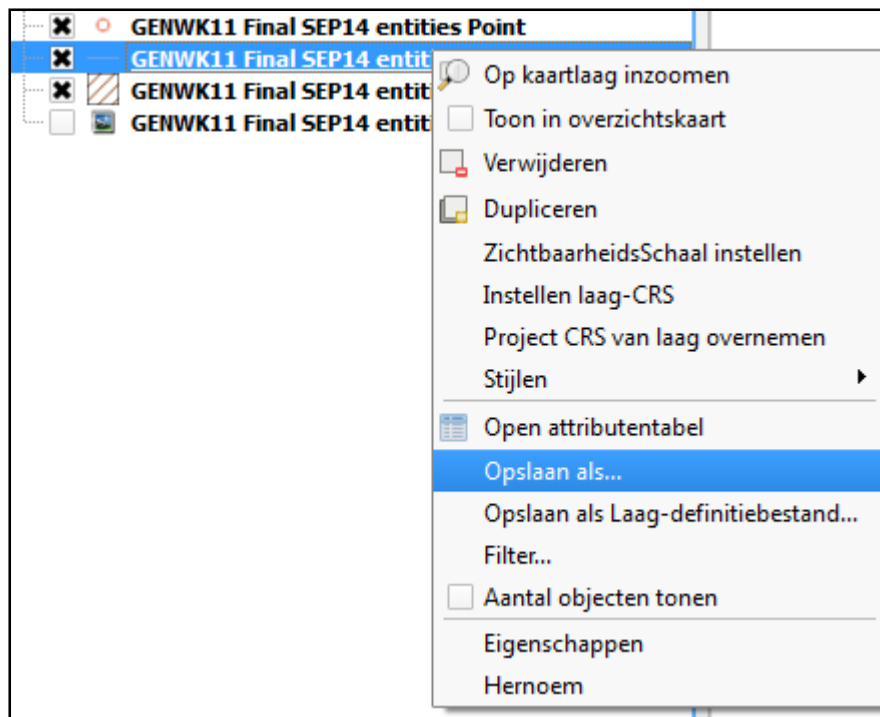 GENWK11 Final SEP14 entities Point
GENWK11 Final SEP14 entit
GENWK11 Final SEP14 entiti
GENWK11 Final SEP14 entiti
Op kaartlaag inzoomen
Toon in overzichtskaart
Verwijderen
Dupliceren
ZichtbaarheidsSchaal instellen
Instellen laag-CRS
Project CRS van laag overnemen
Stijlen
Open attributentabel
Opslaan als...
Opslaan als Laag-definitiebestand...
Filter...
Aantal objecten tonen
Eigenschappen
Hernoem